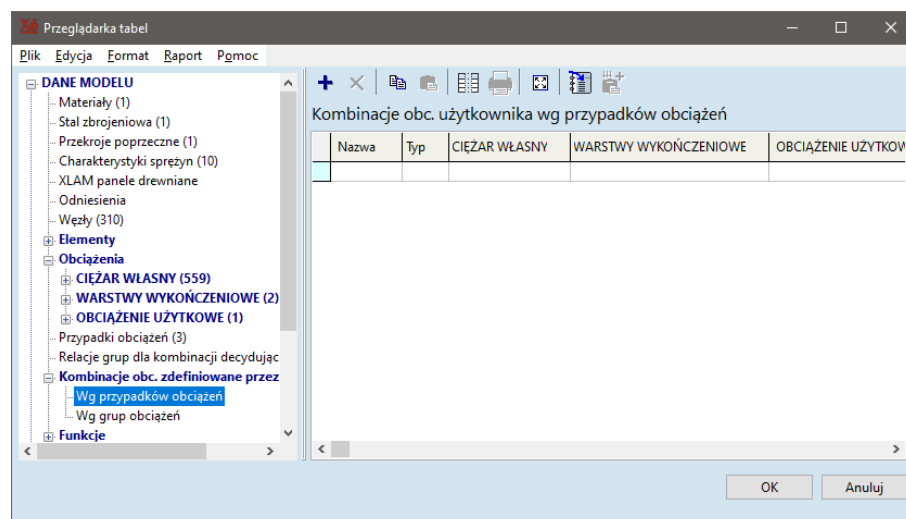 Przeglądarka tabel
Plik Edycja Format Raport Pomoc
DANE MODELU
Materiały (1)
Stal zbrojeniowa (1)
Przekroje poprzeczne (1)
Charakterystyki sprężyn (10)
XLAM panele drewniane
Odniesienia
Węzły (310)
Elementy
Obciążenia
CIĘŻAR WŁASNY (559)
WARSTWY WYKOŃCZENIOWE (2)
OBCIĄŻENIE UŻYTKOWE (1)
Przypadki obciążeń (3)
Relacje grup dla kombinacji decydując
Kombinacje obc. zdefiniowane przez
Wg przypadków obciążeń
Wg grup obciążeń
Funkcje
Kombinacje obc. użytkownika wg przypadków obciążeń
Nazwa Typ CIĘŻAR WŁASNY WARSTWY WYKOŃCZENIOWE OBCIĄŻENIE UŻYTKOW
OK Anuluj